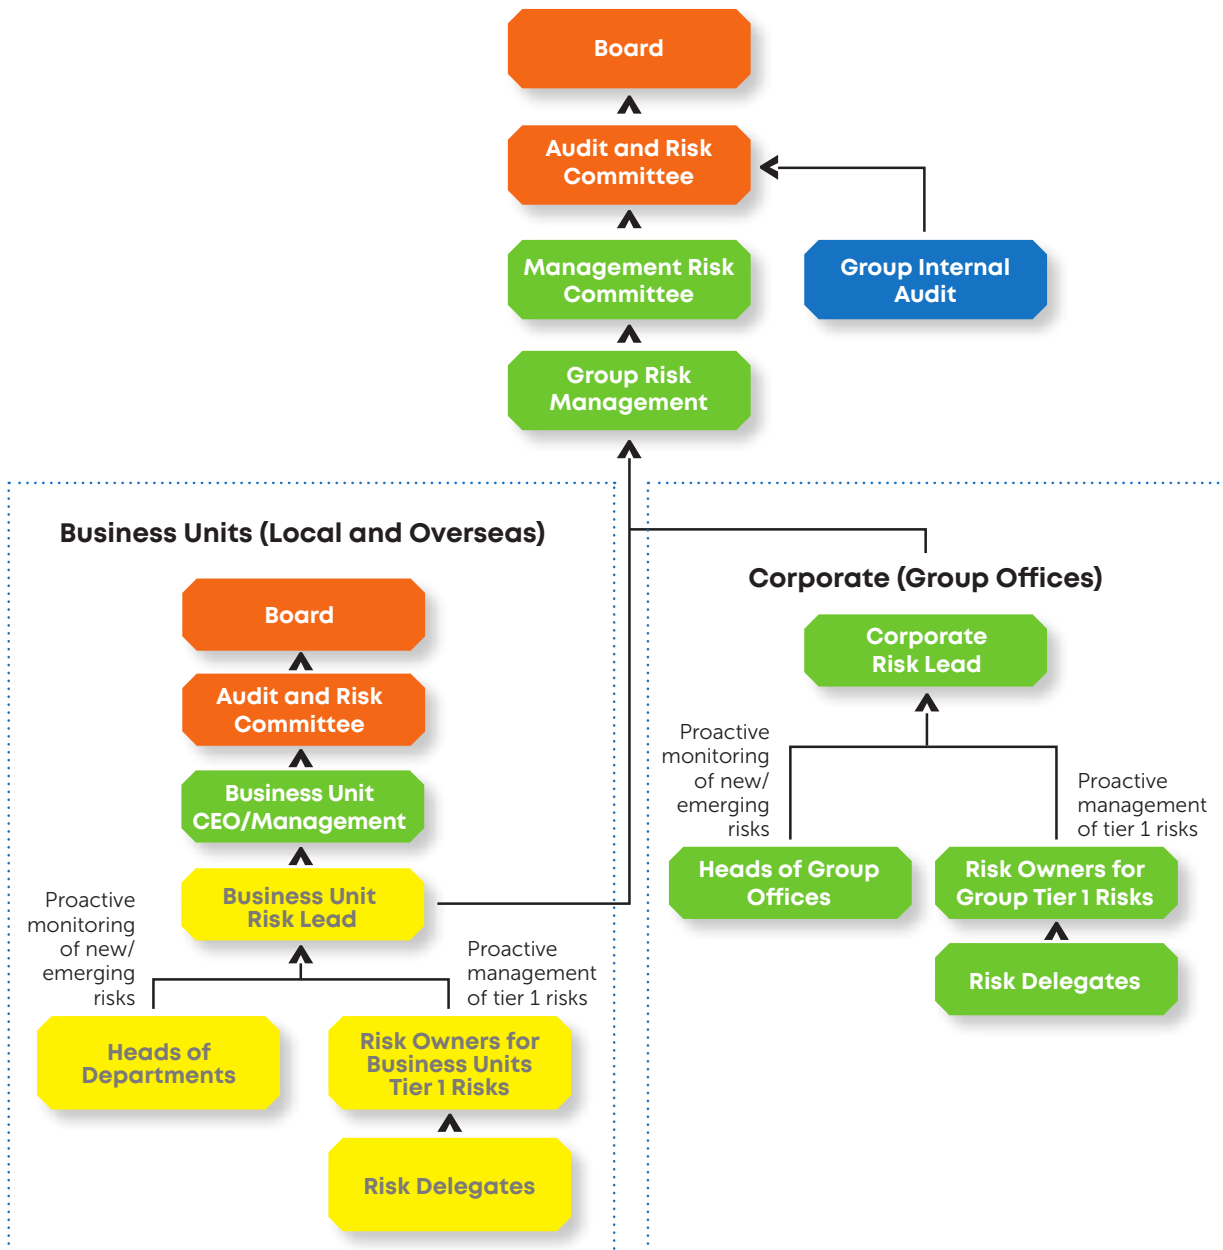 Board
Audit and Risk
Committee
Management Risk
Committee
Group Internal
Audit
Group Risk
Management
Business Units (Local and Overseas)
Board
Audit and Risk
Committee
Business Unit
CEO/Management
Business Unit
Risk Lead
Proactive
monitoring
of new/
emerging
risks
Proactive
management
of tier 1 risks
Heads of
Departments
Risk Owners for
Business Units
Tier 1 Risks
Risk Delegates
Corporate (Group Offices)
Corporate
Risk Lead
Proactive
monitoring
of new/
emerging
risks
Proactive
management
of tier 1 risks
Heads of Group
Offices
Risk Owners for
Group Tier 1 Risks
Risk Delegates